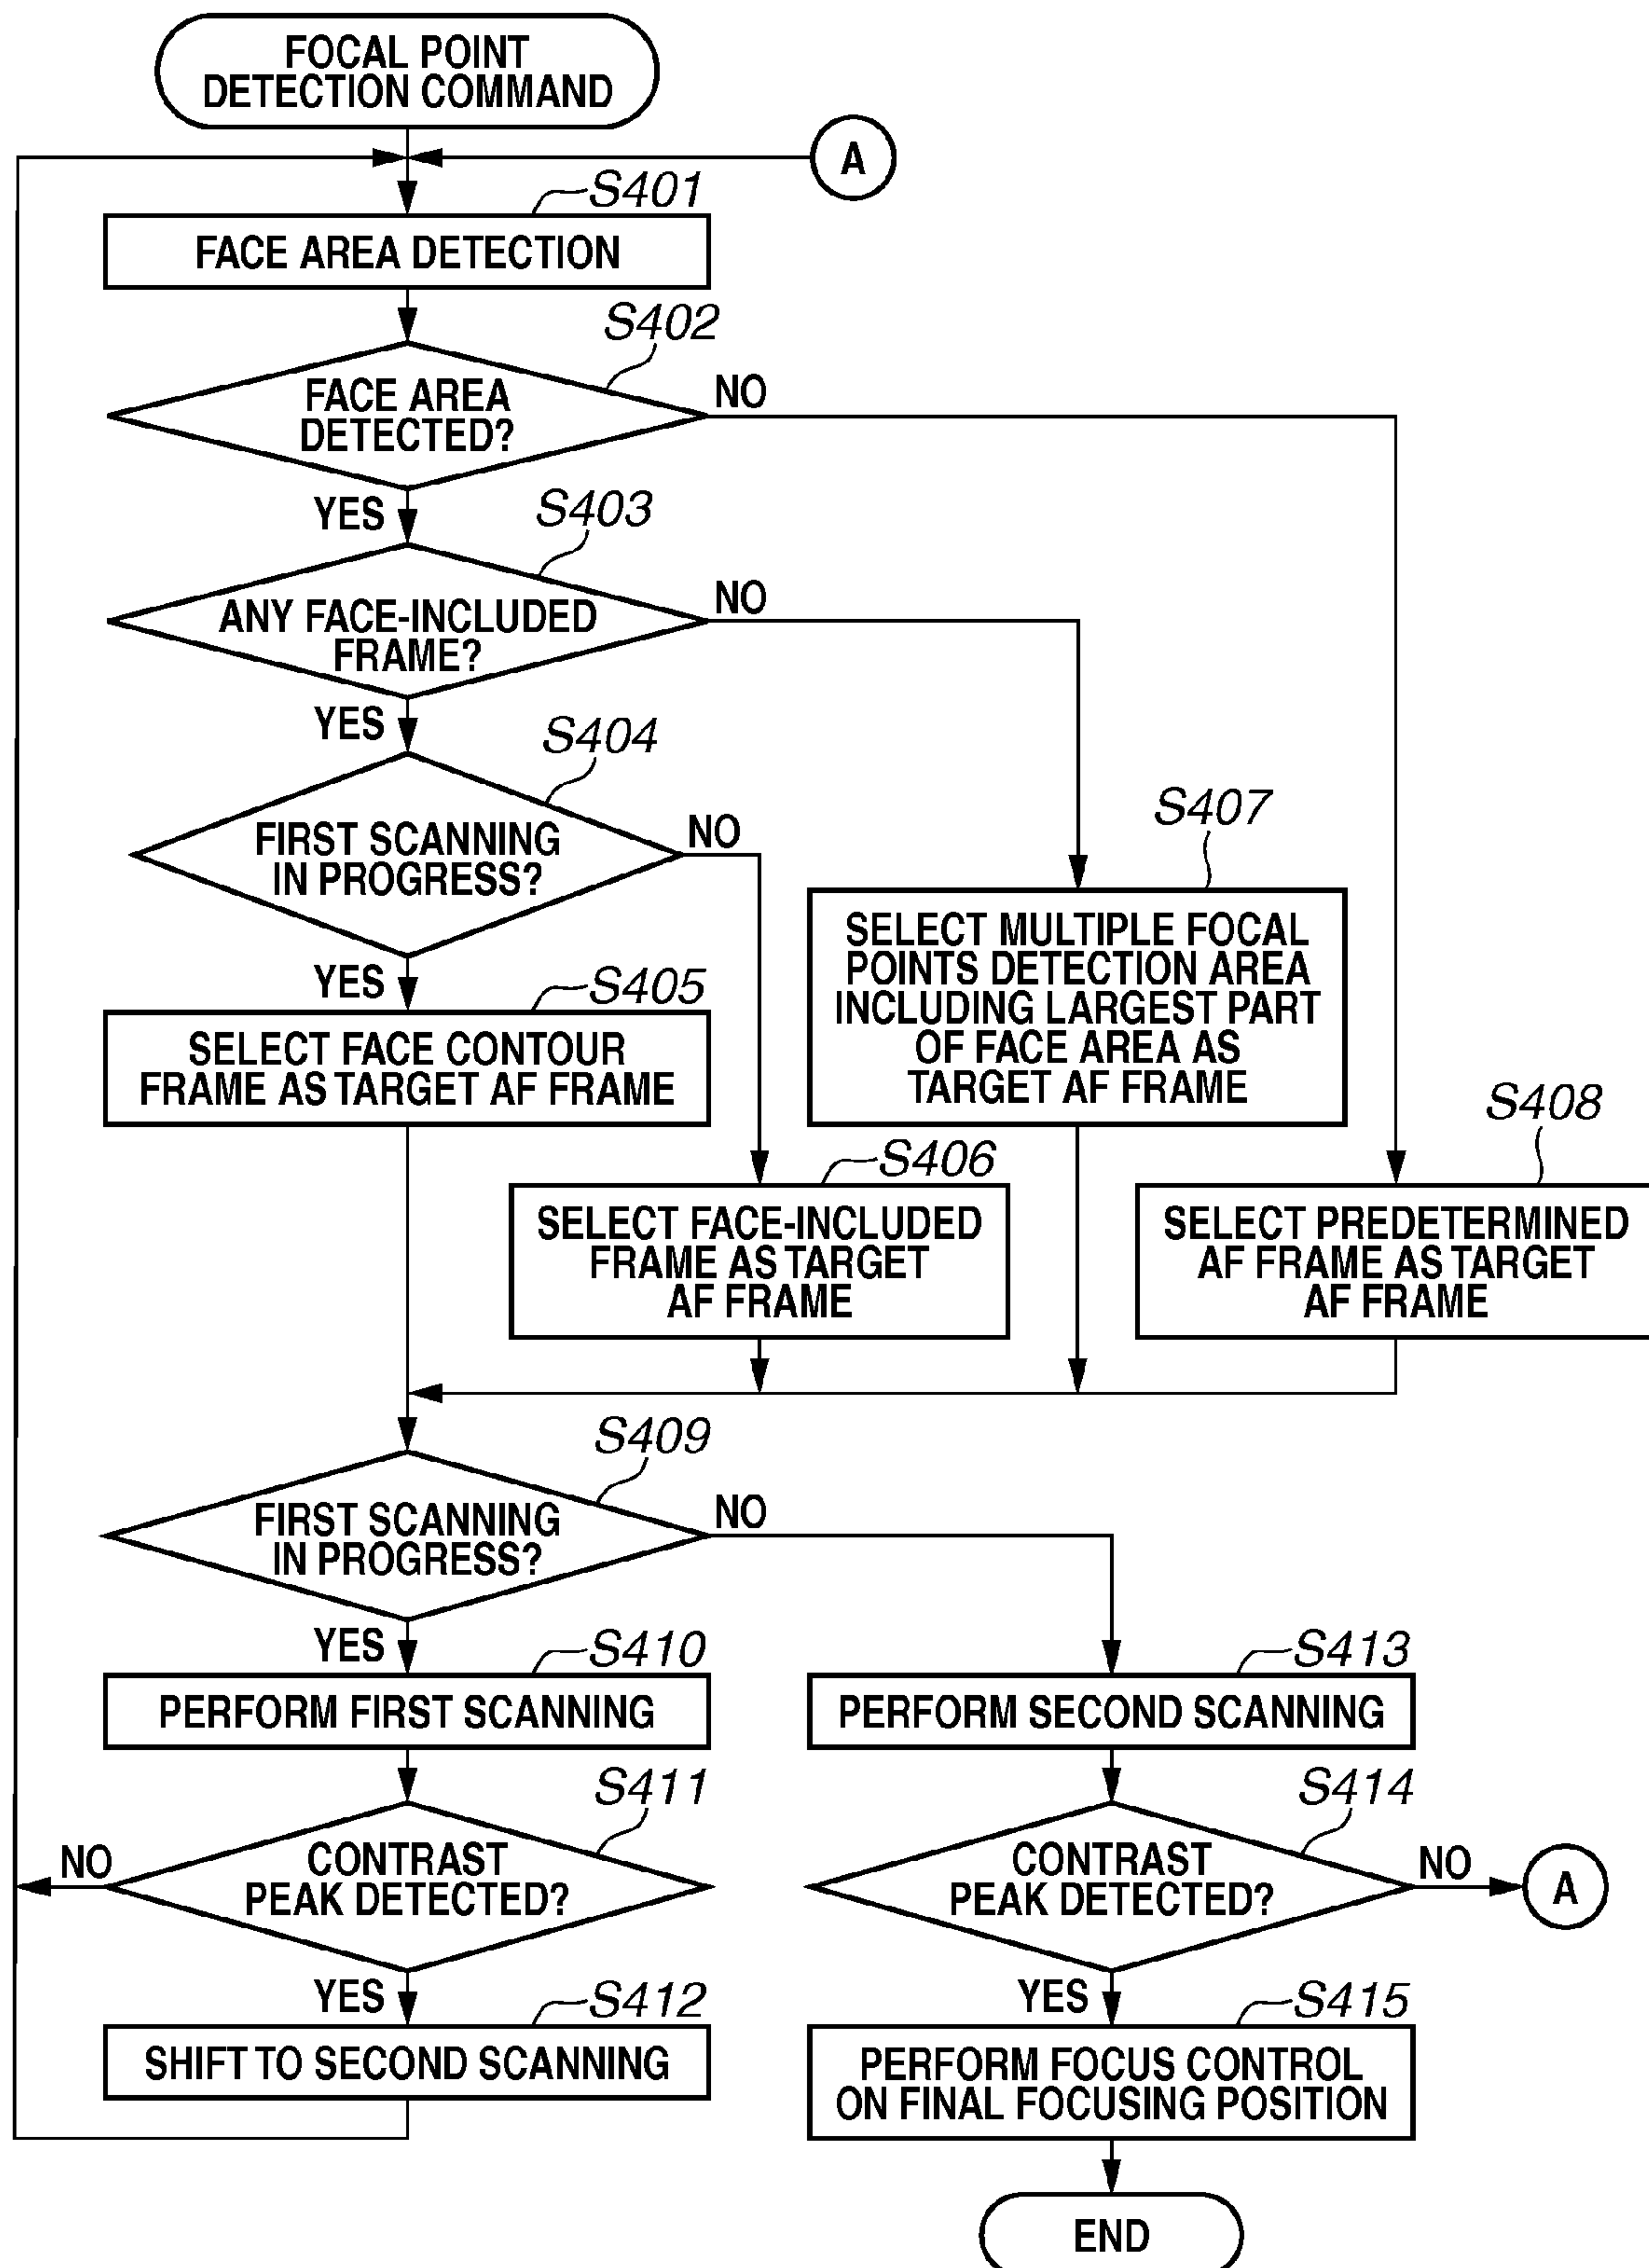 FOCAL POINT
DETECTION COMMAND
A
S401
FACE AREA DETECTION
S402
FACE AREA
DETECTED?
NO
YES
S403
ANY FACE-INCLUDED
FRAME?
NO
YES
S404
FIRST SCANNING
IN PROGRESS?
NO
YES
S405
SELECT FACE CONTOUR
FRAME AS TARGET AF FRAME
S407
SELECT MULTIPLE FOCAL
POINTS DETECTION AREA
INCLUDING LARGEST PART
OF FACE AREA AS
TARGET AF FRAME
S406
SELECT FACE-INCLUDED
FRAME AS TARGET
AF FRAME
S408
SELECT PREDETERMINED
AF FRAME AS TARGET
AF FRAME
S409
FIRST SCANNING
IN PROGRESS?
NO
YES
S410
PERFORM FIRST SCANNING
S413
PERFORM SECOND SCANNING
S411
CONTRAST
PEAK DETECTED?
NO
YES
S414
CONTRAST
PEAK DETECTED?
NO
A
YES
S412
SHIFT TO SECOND SCANNING
S415
PERFORM FOCUS CONTROL
ON FINAL FOCUSING POSITION
END